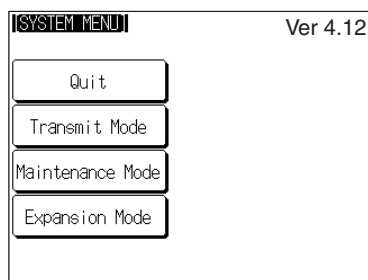 [SYSTEM MENU]
Ver 4.12
Quit
Transmit Mode
Maintenance Mode
Expansion Mode